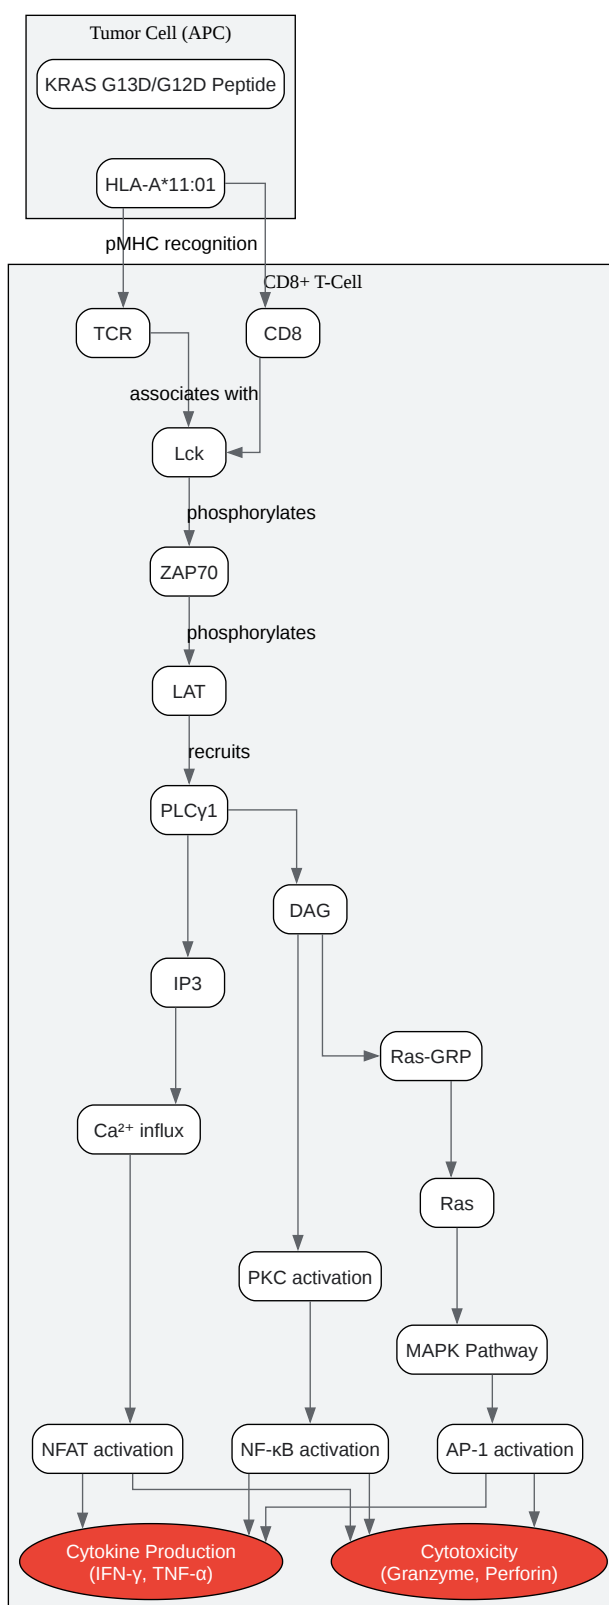 Tumor Cell (APC)
KRAS G13D/G12D Peptide
HLA-A*11:01
pMHC recognition
CD8+ T-Cell
TCR
CD8
associates with
Lck
phosphorylates
ZAP70
phosphorylates
LAT
recruits
PLCγ1
DAG
IP3
Ras-GRP
Ca²⁺ influx
Ras
PKC activation
MAPK Pathway
NFAT activation
NF-κB activation
AP-1 activation
Cytokine Production
(IFN-γ, TNF-α)
Cytotoxicity
(Granzyme, Perforin)